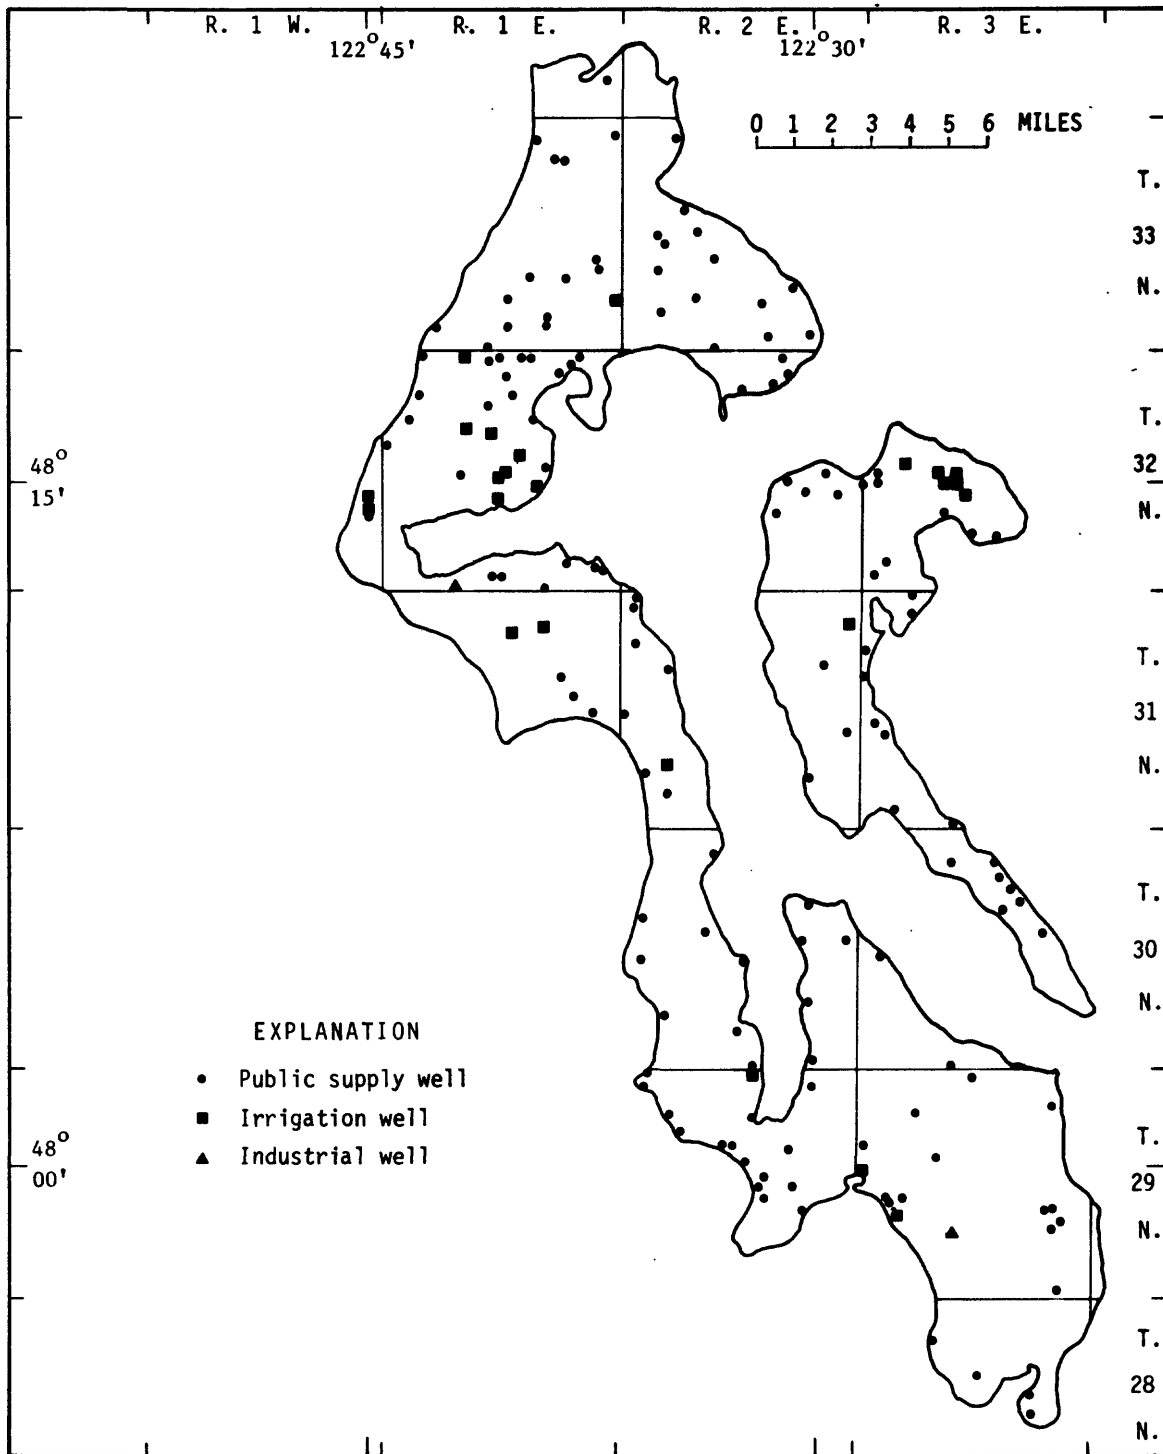 R. 1 W. R. 1 E. R. 2 E. R. 3 E.
122°45' 122°30'
0 1 2 3 4 5 6 MILES
T.
33
N.
T.
32
N.
48°
15'
T.
31
N.
T.
30
N.
EXPLANATION
Public supply well
Irrigation well
Industrial well
48°
00'
T.
29
N.
T.
28
N.